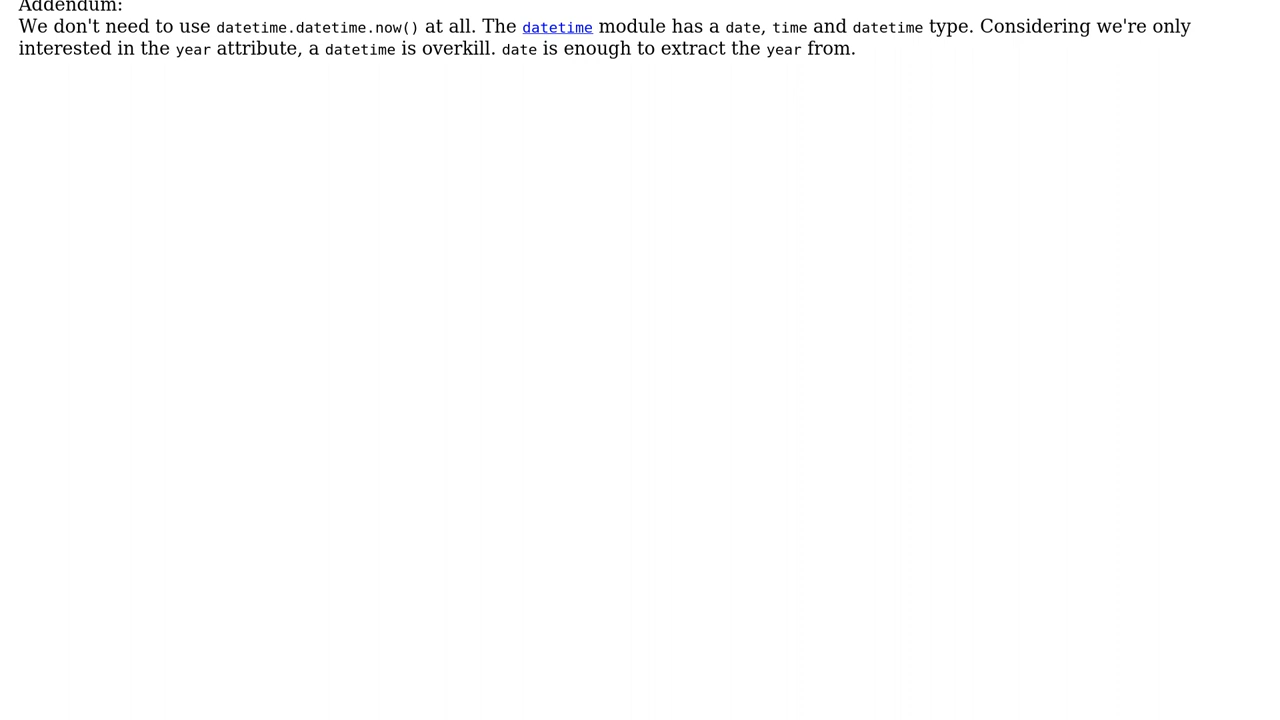 Addendum:
We don't need to use datetime.datetime.now() at all. The datetime module has a date, time and datetime type. Considering we're only
interested in the year attribute, a datetime is overkill. date is enough to extract the year from.